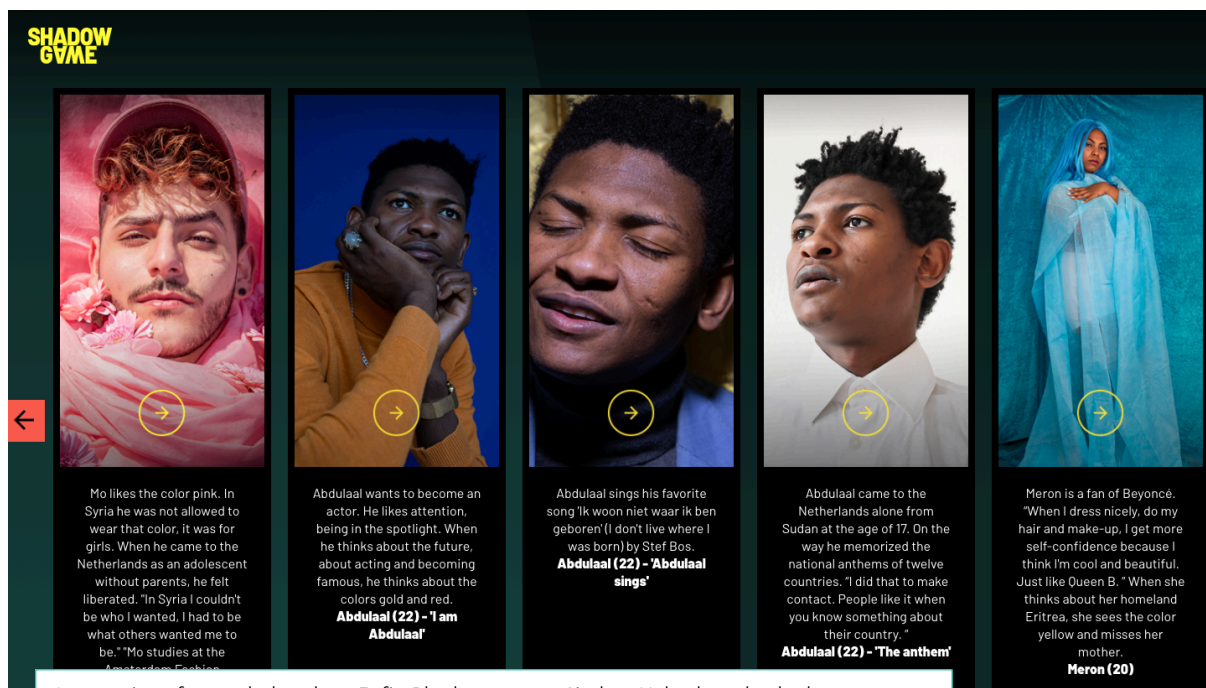 SHADOW
GAME
Mo likes the color pink. In
Syria he was not allowed to
wear that color, it was for
girls. When he came to the
Netherlands as an adolescent
without parents, he felt
liberated. "In Syria I couldn't
be who I wanted, I had to be
what others wanted me to
be." "Mo studies at the
Amsterdam Fashion
Abdulaal wants to become an
actor. He likes attention,
being in the spotlight. When
he thinks about the future,
about acting and becoming
famous, he thinks about the
colors gold and red.
Abdulaal (22) - 'I am
Abdulaal'
Abdulaal sings his favorite
song 'Ik woon niet waar ik ben
geboren' (I don't live where I
was born) by Stef Bos.
Abdulaal (22) - 'Abdulaal
sings'
Abdulaal came to the
Netherlands alone from
Sudan at the age of 17. On the
way he memorized the
national anthems of twelve
countries. "I did that to make
contact. People like it when
you know something about
their country. "
Abdulaal (22) - 'The anthem'
Meron is a fan of Beyoncé.
"When I dress nicely, do my
hair and make-up, I get more
self-confidence because I
think I'm cool and beautiful.
Just like Queen B. " When she
thinks about her homeland
Eritrea, she sees the color
yellow and misses her
mother.
Meron (20)